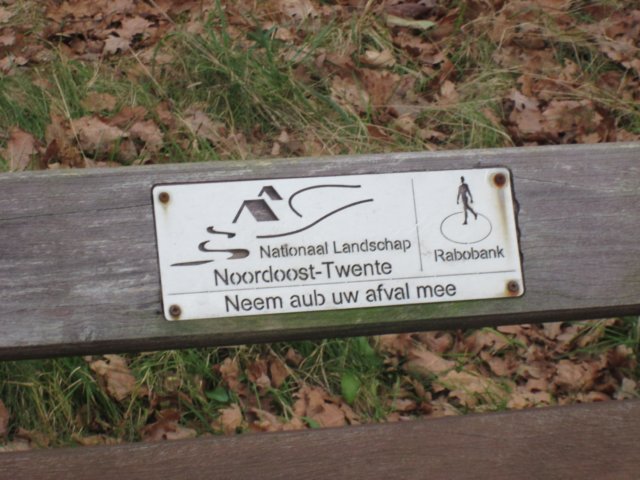 Nationaal Landschap
Noordoost-Twente
Rabobank
Neem aub uw afval mee